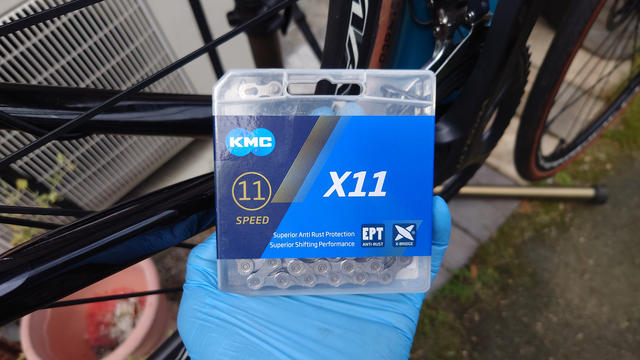 KMC
11
SPEED
X11
Superior Anti Rust Protection
Superior Shifting Performance
EPT
ANTI-RUST
X
X-BRIDGE